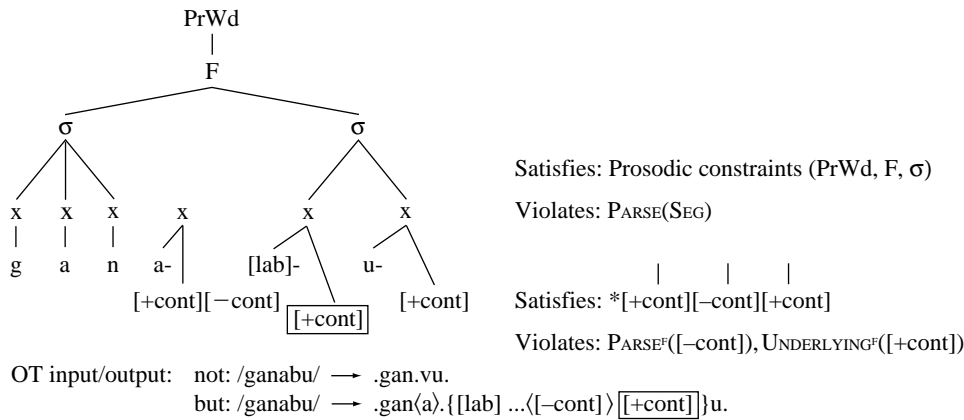 PrWd
F
σ σ
Satisfies: Prosodic constraints (PrWd, F, σ)
x x x x x x
Violates: PARSE(SEG)
g a n a- [lab]- u-
[+cont][−cont] [+cont] [+cont]
Satisfies: *[+cont][–cont][+cont]
Violates: PARSEᶠ([–cont]), UNDERLYINGᶠ([+cont])
OT input/output: not: /ganabu/ → .gan.vu.
but: /ganabu/ → .gan⟨a⟩.{[lab] ...⟨[–cont]⟩ [+cont]}u.